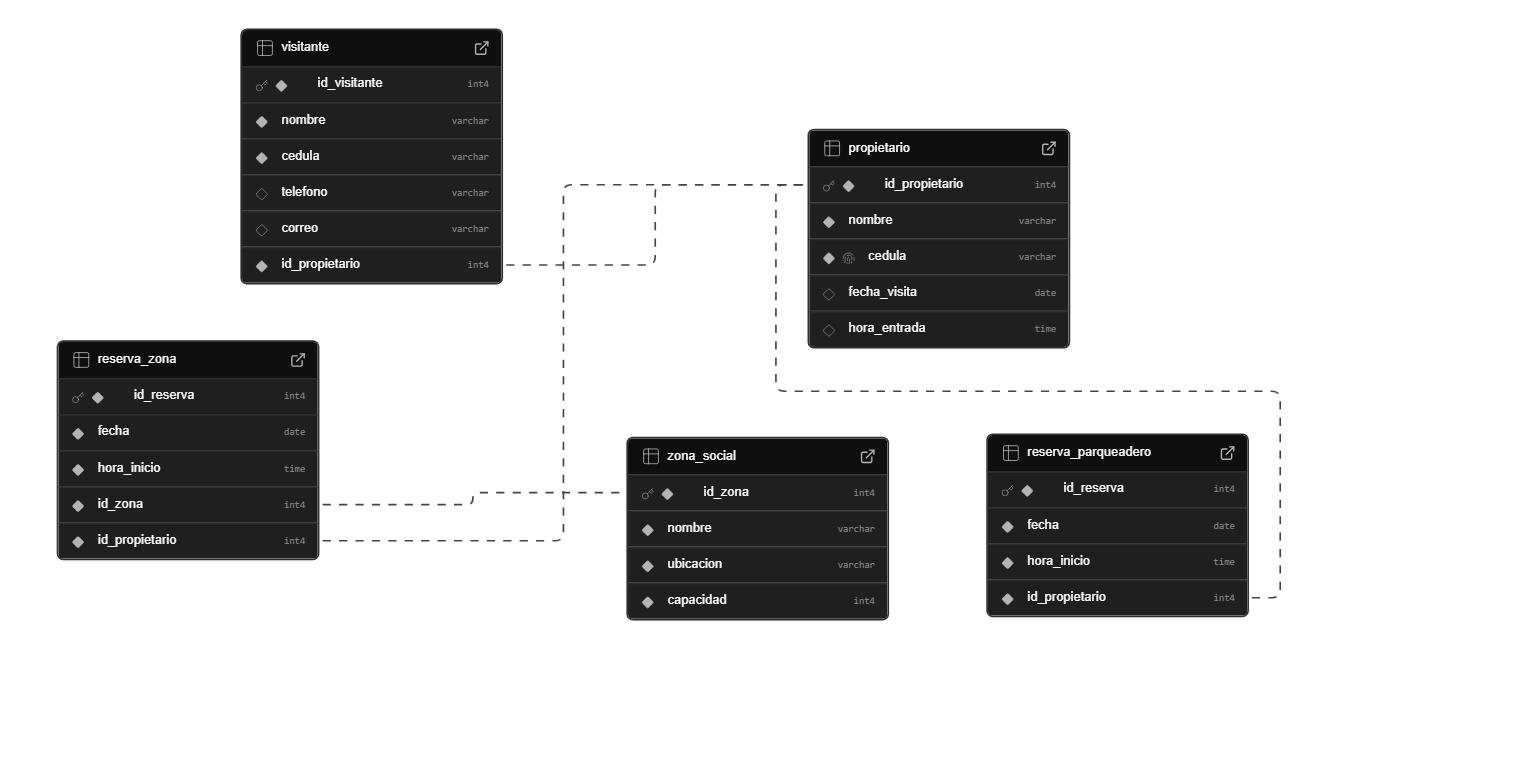 visitante
id_visitante int4
nombre varchar
cedula varchar
telefono varchar
correo varchar
id_propietario int4
propietario
id_propietario int4
nombre varchar
cedula varchar
fecha_visita date
hora_entrada time
reserva_zona
id_reserva int4
fecha date
hora_inicio time
id_zona int4
id_propietario int4
zona_social
id_zona int4
nombre varchar
ubicacion varchar
capacidad int4
reserva_parqueadero
id_reserva int4
fecha date
hora_inicio time
id_propietario int4